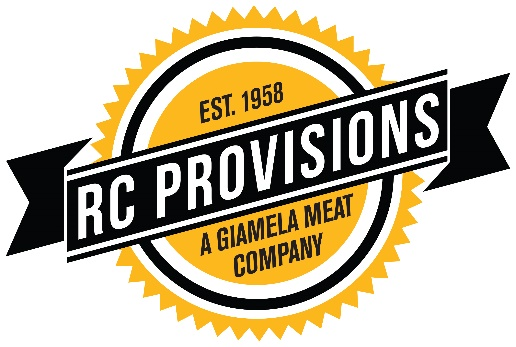 EST. 1958
RC PROVISIONS
A GIAMELA MEAT
COMPANY